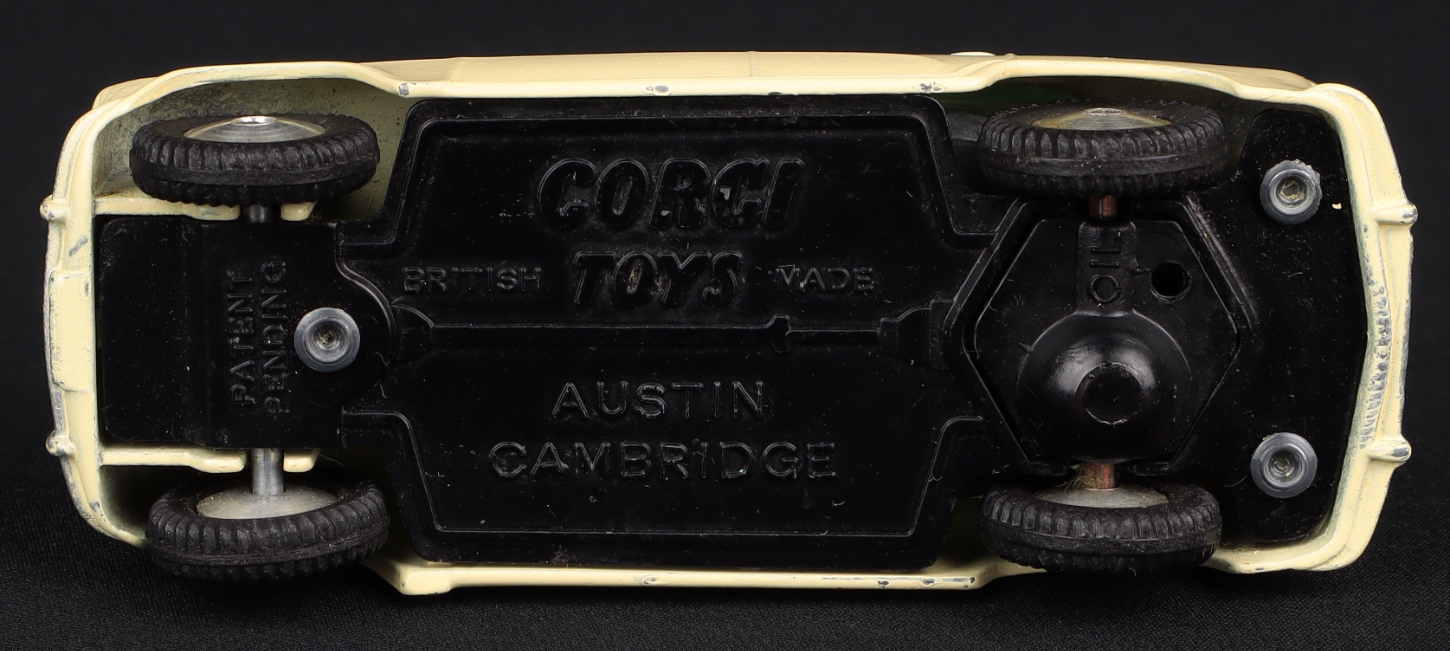 CORGI
BRITISH TOYS MADE
AUSTIN
CAMBRIDGE
PATENT
PENDING
OIL